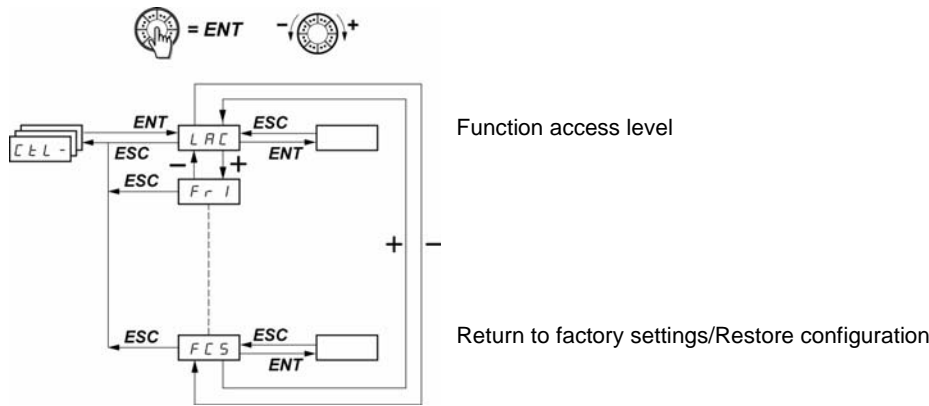 = ENT - +
ENT LAC ESC Function access level
CtL- ESC ENT
- +
ESC Fr1
+ -
ESC FCS ESC Return to factory settings/Restore configuration
ENT